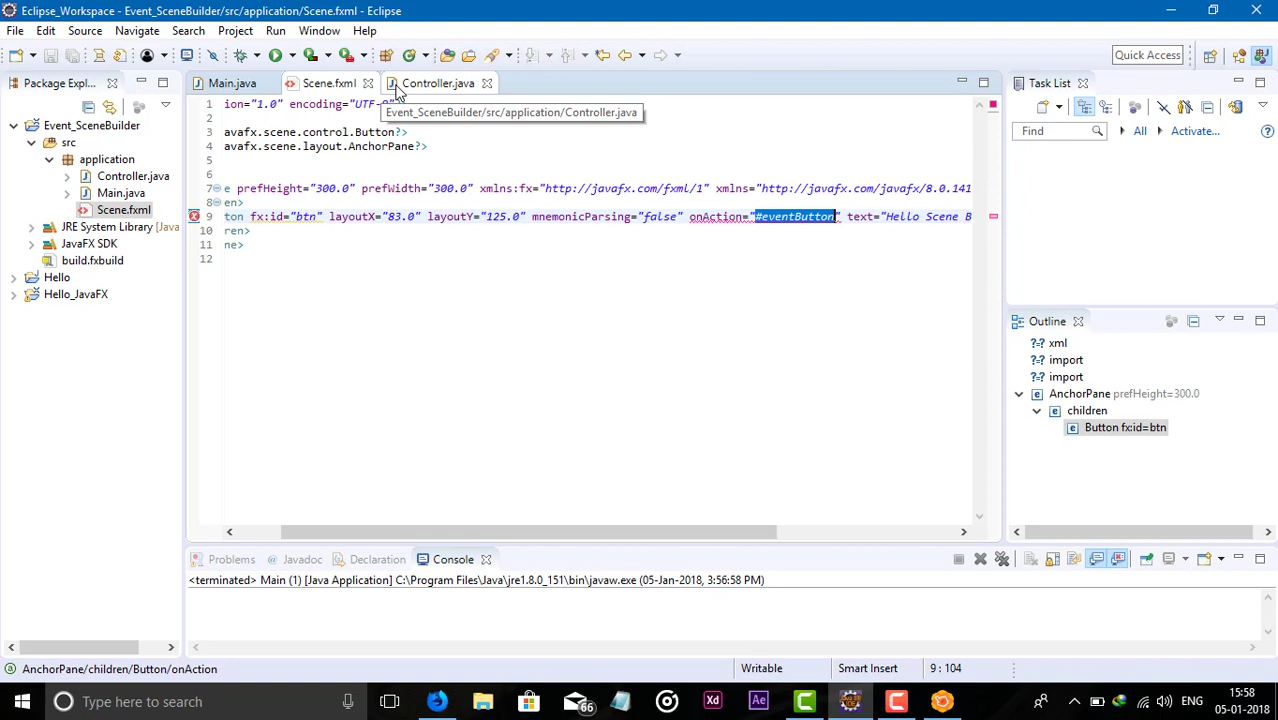 Eclipse_Workspace - Event_SceneBuilder/src/application/Scene.fxml - Eclipse
File Edit Source Navigate Search Project Run Window Help
Quick Access
Package Expl...
Main.java
Scene.fxml
Controller.java
Task List
Event_SceneBuilder/src/application/Controller.java
Find
All
Activate...
Event_SceneBuilder
src
application
Controller.java
Main.java
Scene.fxml
JRE System Library [JavaSE
JavaFX SDK
build.fxbuild
Hello
Hello_JavaFX
1 ion="1.0" encoding="UTF-8"
2
3 avafx.scene.control.Button?>
4 avafx.scene.layout.AnchorPane?>
5
6
7 e prefHeight="300.0" prefWidth="300.0" xmlns:fx="http://javafx.com/fxml/1" xmlns="http://javafx.com/javafx/8.0.141
8 en>
9 ton fx:id="btn" layoutX="83.0" layoutY="125.0" mnemonicParsing="false" onAction="#eventButton" text="Hello Scene B
10 ren>
11 ne>
12
Outline
xml
import
import
AnchorPane prefHeight=300.0
children
Button fx:id=btn
Problems
Javadoc
Declaration
Console
<terminated> Main (1) [Java Application] C:\Program Files\Java\jre1.8.0_151\bin\javaw.exe (05-Jan-2018, 3:56:58 PM)
AnchorPane/children/Button/onAction
Writable
Smart Insert
9 : 104
Type here to search
66
Xd
Ae
ENG
15:58
05-01-2018